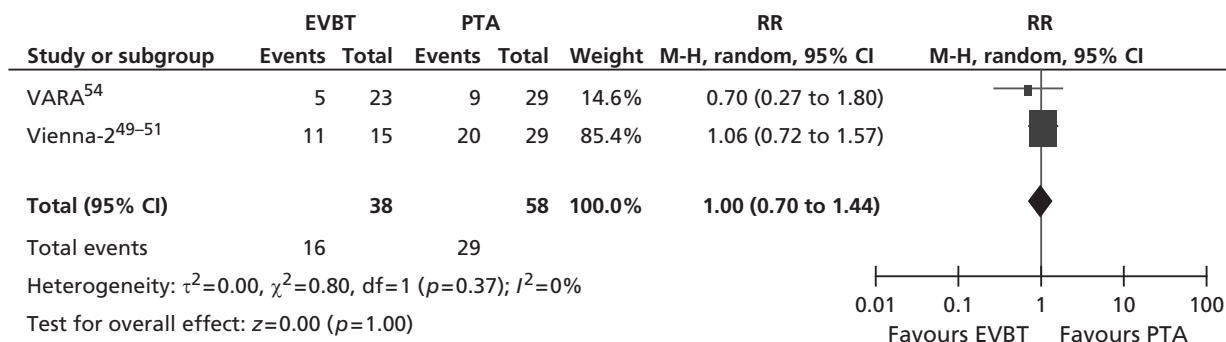 EVBT PTA RR RR
Study or subgroup Events Total Events Total Weight M-H, random, 95% CI M-H, random, 95% CI
VARA54 5 23 9 29 14.6% 0.70 (0.27 to 1.80)
Vienna-249–51 11 15 20 29 85.4% 1.06 (0.72 to 1.57)
Total (95% CI) 38 58 100.0% 1.00 (0.70 to 1.44)
Total events 16 29
Heterogeneity: τ2=0.00, χ2=0.80, df=1 (p=0.37); I2=0%
Test for overall effect: z=0.00 (p=1.00)
0.01 0.1 1 10 100
Favours EVBT Favours PTA